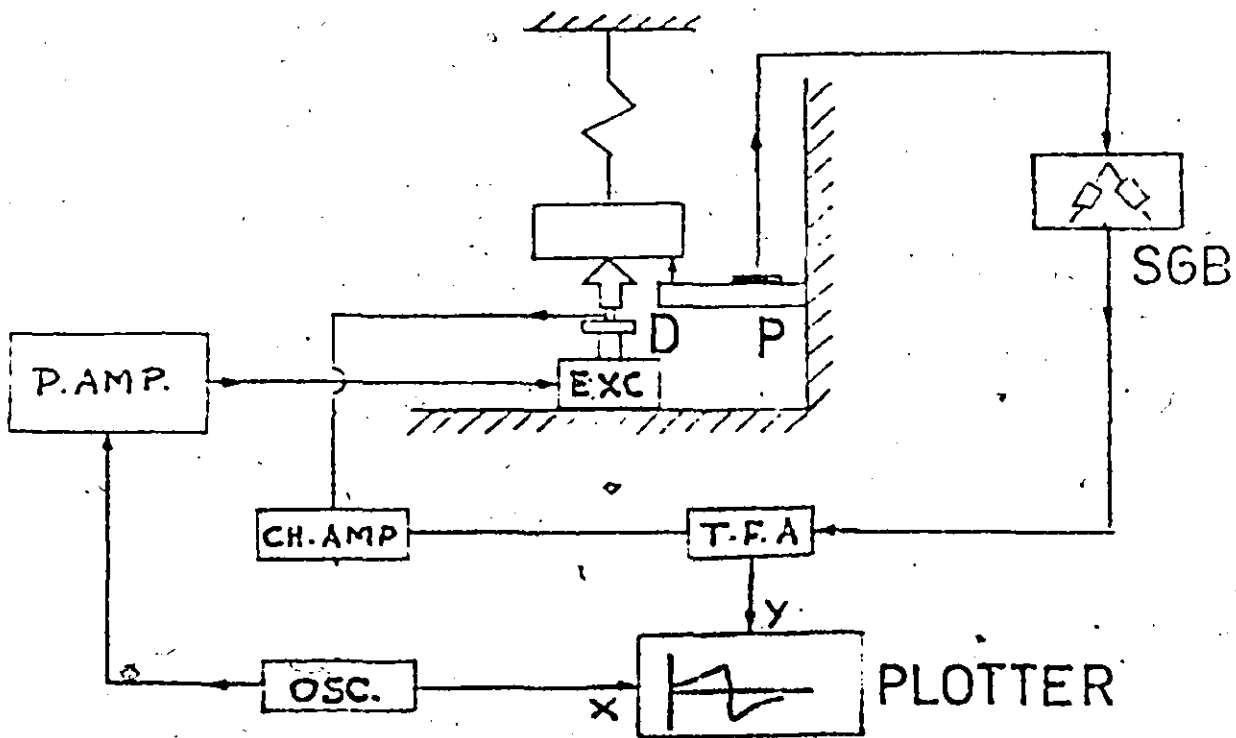 SGB
D
P
P.AMP.
EXC
CH.AMP
T.F.A
Y
OSC.
X
PLOTTER